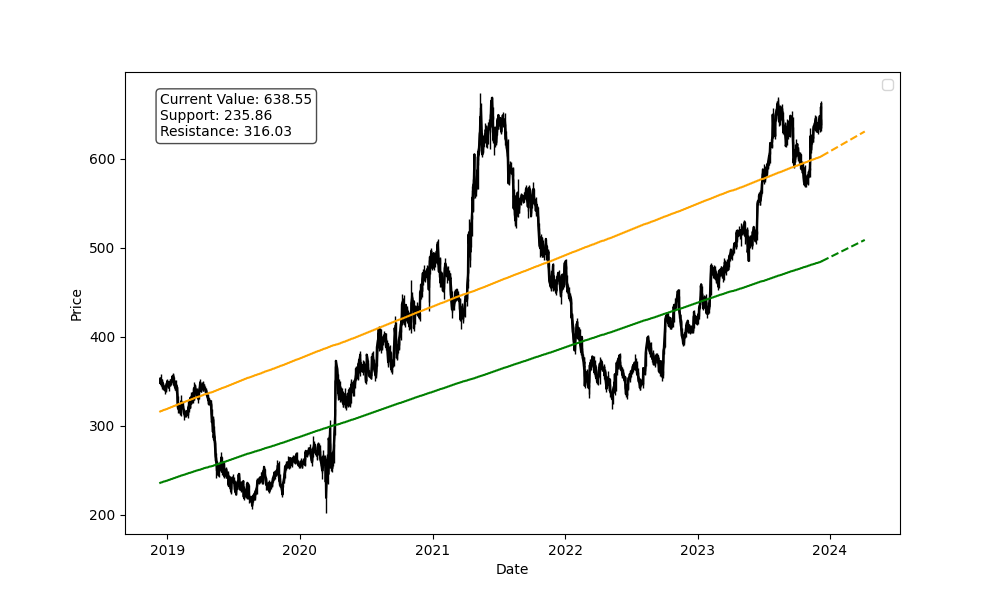 Current Value: 638.55
Support: 235.86
Resistance: 316.03
Price
600
500
400
300
200
2019 2020 2021 2022 2023 2024
Date